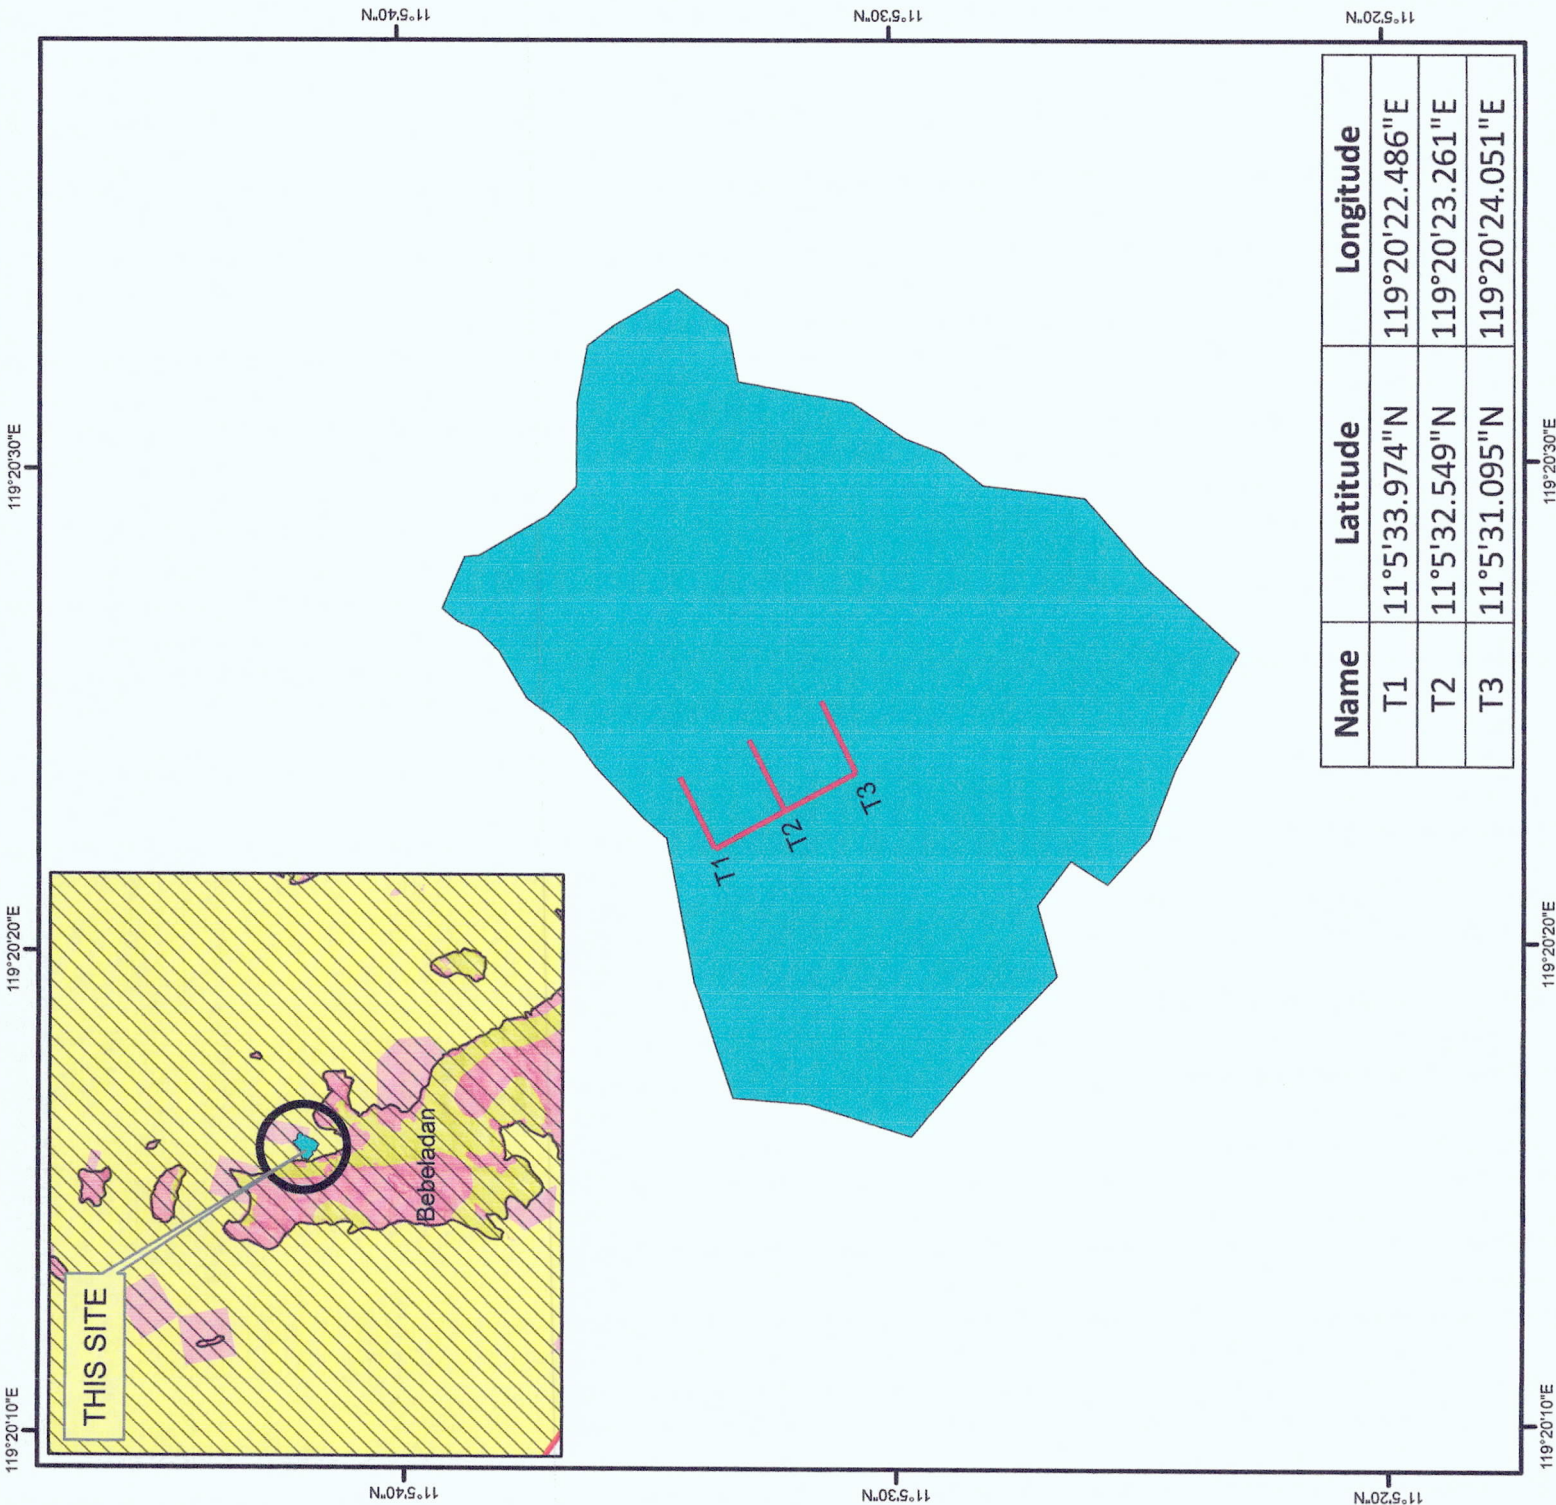 119°20'10"E
119°20'20"E
119°20'30"E
THIS SITE
Bebeladan
11°5'40"N
11°5'40"N
T1
T2
T3
11°5'30"N
11°5'30"N
Name Latitude Longitude
T1 11°5'33.974"N 119°20'22.486"E
T2 11°5'32.549"N 119°20'23.261"E
T3 11°5'31.095"N 119°20'24.051"E
11°5'20"N
11°5'20"N
119°20'10"E
119°20'20"E
119°20'30"E